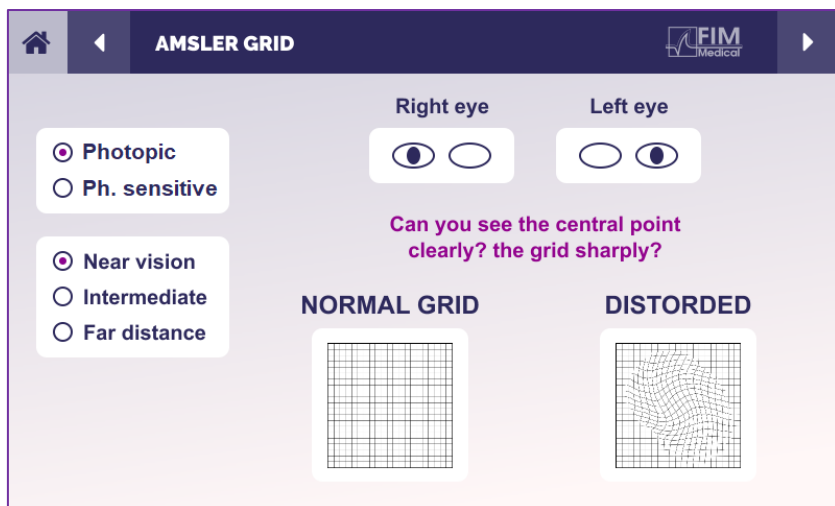 AMSLER GRID
FIM
Medical
Right eye
Left eye
Photopic
Ph. sensitive
Can you see the central point
clearly? the grid sharply?
Near vision
Intermediate
Far distance
NORMAL GRID
DISTORDED